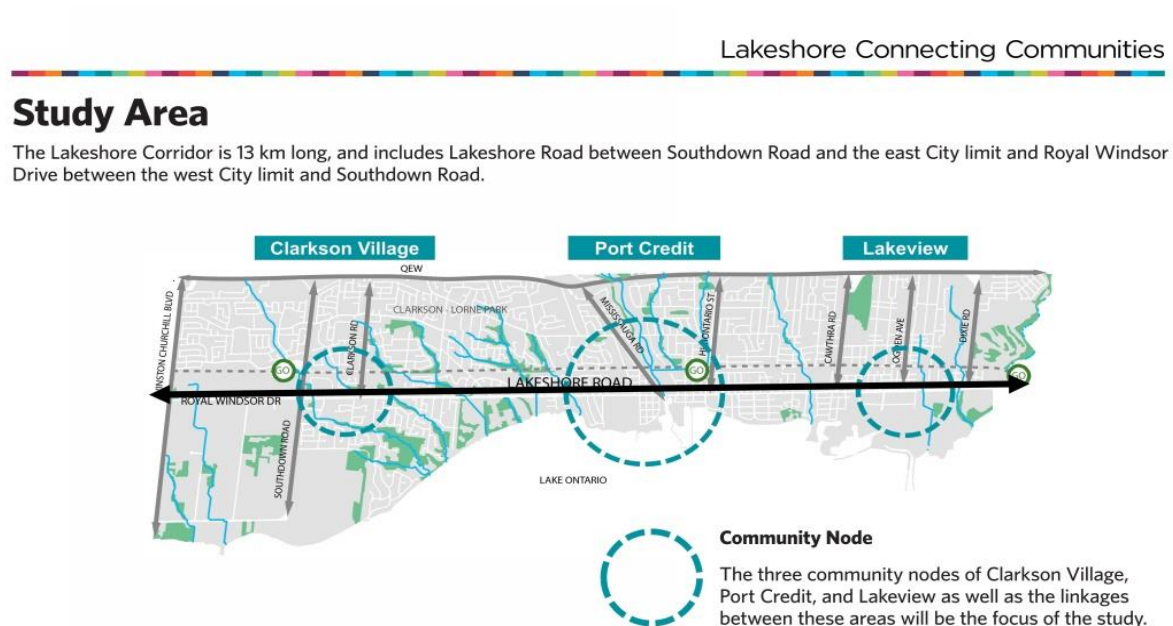 Lakeshore Connecting Communities
Study Area
The Lakeshore Corridor is 13 km long, and includes Lakeshore Road between Southdown Road and the east City limit and Royal Windsor
Drive between the west City limit and Southdown Road.
Clarkson Village
Port Credit
Lakeview
QEW
WINSTON CHURCHILL BLVD
CLARKSON - LORNE PARK
CLARKSON RD
MISSISSAUGA RD
HURONTARIO ST
CAWTHRA RD
OGDEN AVE
DIXIE RD
GO
GO
GO
LAKESHORE ROAD
ROYAL WINDSOR DR
SOUTHDOWN ROAD
LAKE ONTARIO
Community Node
The three community nodes of Clarkson Village,
Port Credit, and Lakeview as well as the linkages
between these areas will be the focus of the study.